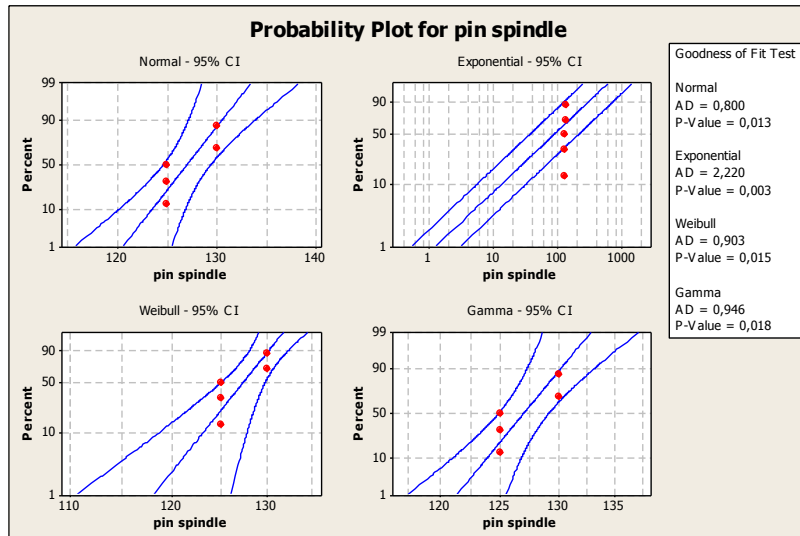 Probability Plot for pin spindle
Normal - 95% CI
99
90
50
10
1
Percent
120
130
140
pin spindle
Exponential - 95% CI
90
50
10
1
Percent
1
10
100
1000
pin spindle
Weibull - 95% CI
90
50
10
1
Percent
110
120
130
pin spindle
Gamma - 95% CI
99
90
50
10
1
Percent
120
125
130
135
pin spindle
Goodness of Fit Test
Normal
AD = 0,800
P-Value = 0,013
Exponential
AD = 2,220
P-Value = 0,003
Weibull
AD = 0,903
P-Value = 0,015
Gamma
AD = 0,946
P-Value = 0,018